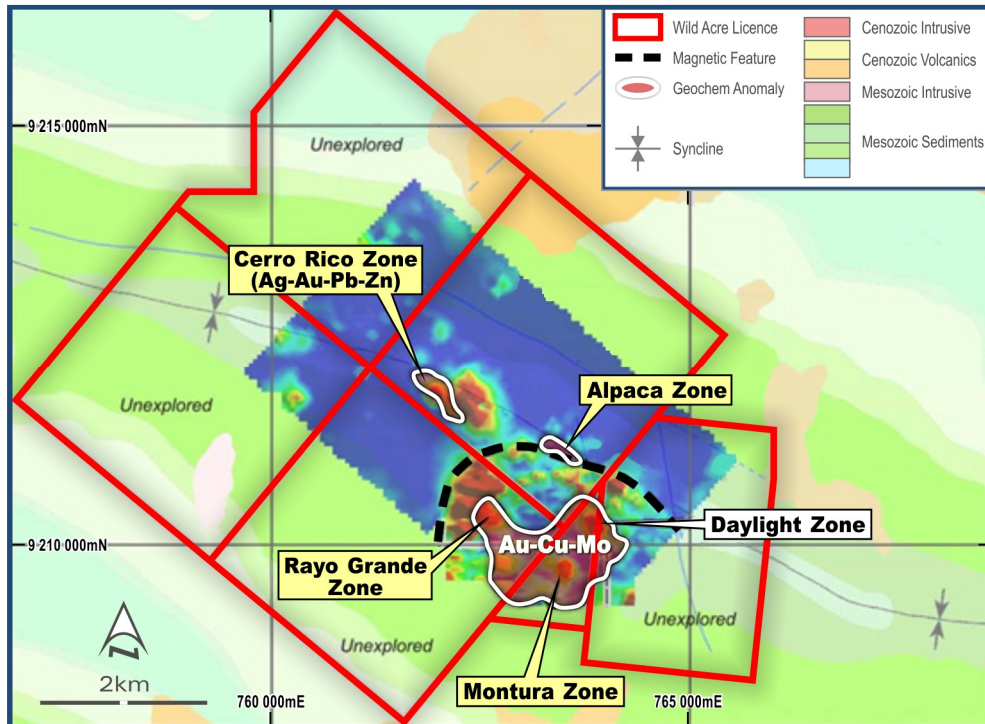 Wild Acre Licence
Magnetic Feature
Geochem Anomaly
Syncline
Cenozoic Intrusive
Cenozoic Volcanics
Mesozoic Intrusive
Mesozoic Sediments
9 215 000mN
Unexplored
Cerro Rico Zone
(Ag-Au-Pb-Zn)
Alpaca Zone
Unexplored
Daylight Zone
Au-Cu-Mo
9 210 000mN
Rayo Grande
Zone
Unexplored
Unexplored
N
2km
Montura Zone
760 000mE
765 000mE